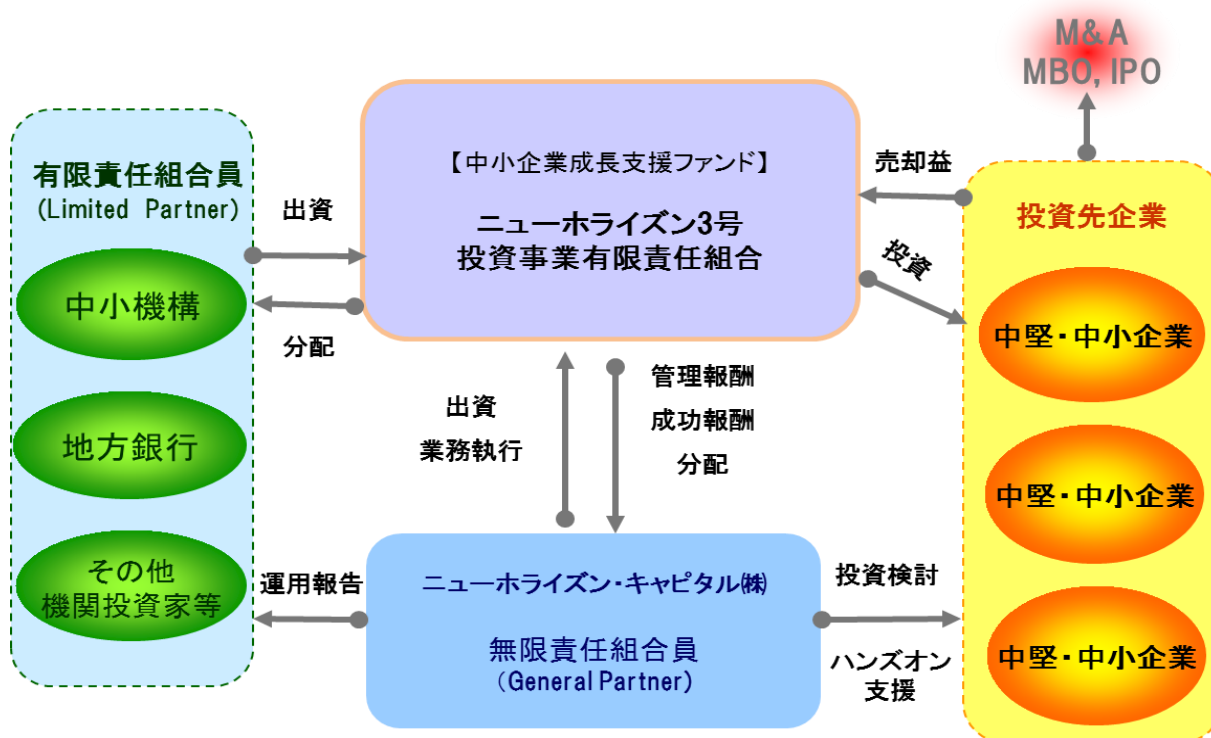 M&A
MBO, IPO
有限責任組合員
(Limited Partner)
中小機構
地方銀行
その他
機関投資家等
出資
分配
【中小企業成長支援ファンド】
ニューホライズン3号
投資事業有限責任組合
売却益
投資
投資先企業
中堅・中小企業
中堅・中小企業
中堅・中小企業
出資
業務執行
管理報酬
成功報酬
分配
運用報告
ニューホライズン・キャピタル㈱
無限責任組合員
(General Partner)
投資検討
ハンズオン
支援